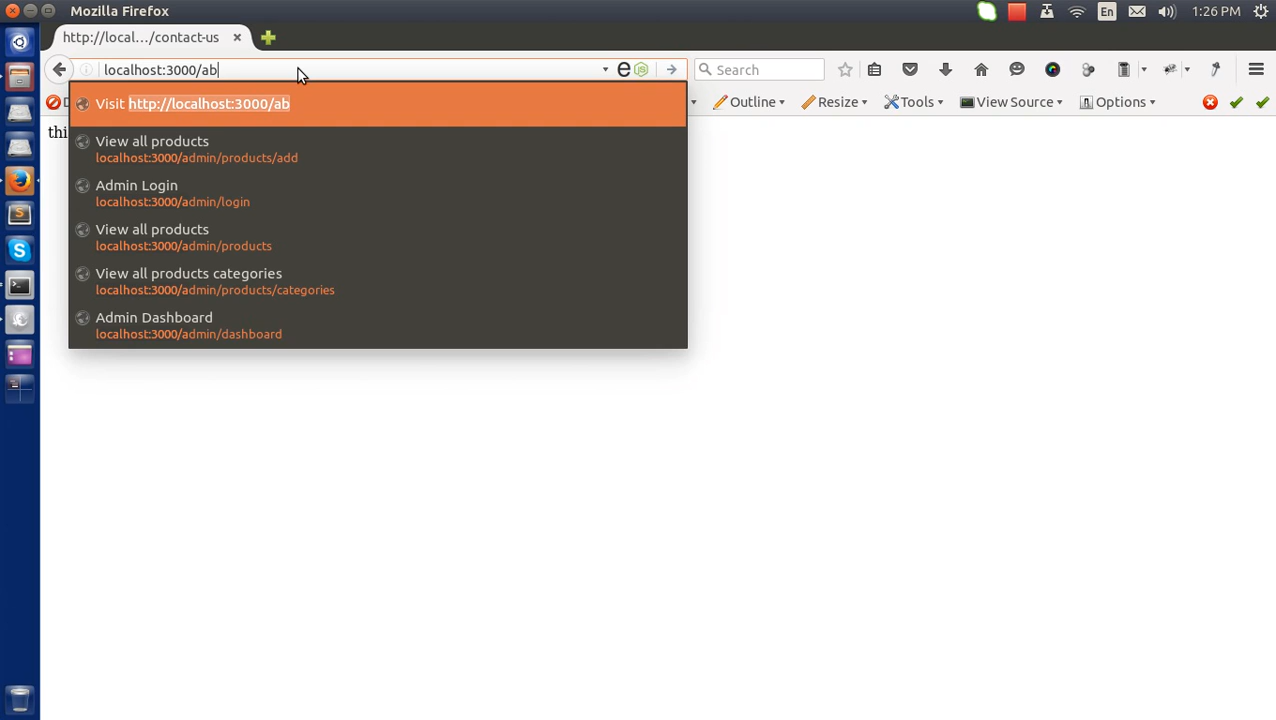 Mozilla Firefox
En
1:26 PM
http://local.../contact-us
localhost:3000/ab
Search
Outline
Resize
Tools
View Source
Options
Visit http://localhost:3000/ab
View all products
localhost:3000/admin/products/add
Admin Login
localhost:3000/admin/login
View all products
localhost:3000/admin/products
View all products categories
localhost:3000/admin/products/categories
Admin Dashboard
localhost:3000/admin/dashboard